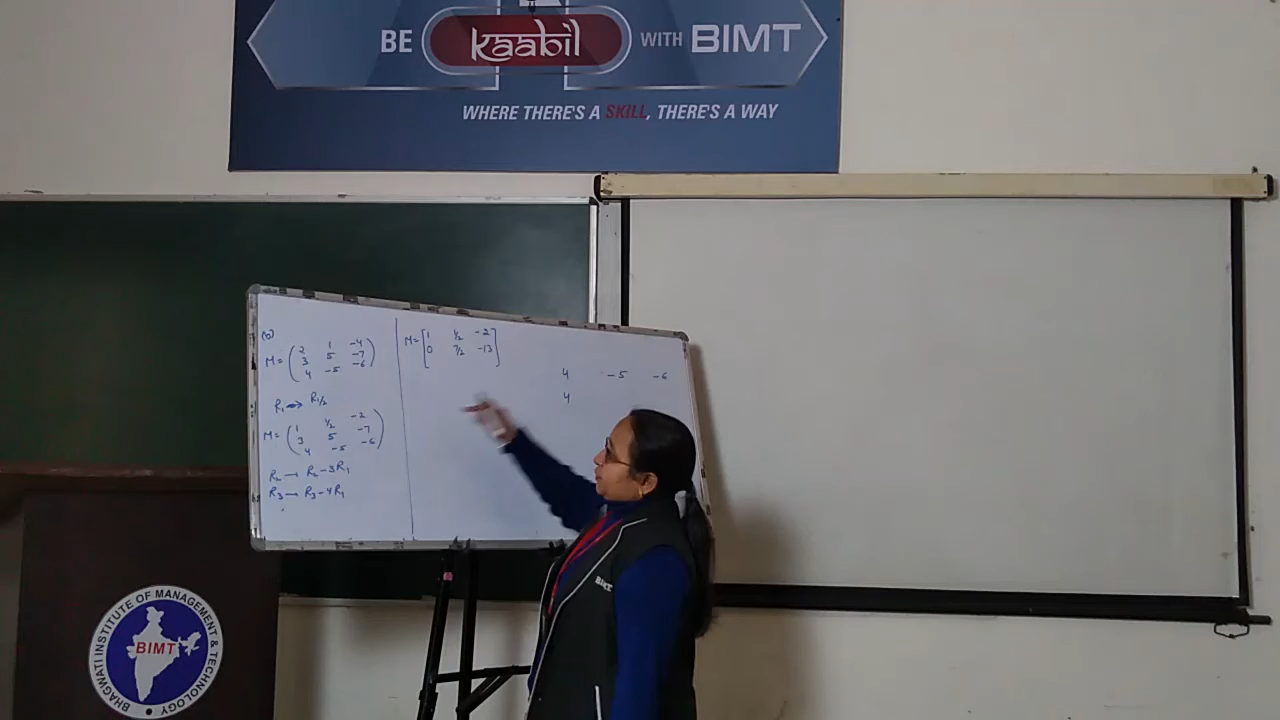 BE kaabil WITH BIMT
WHERE THERE'S A SKILL, THERE'S A WAY
M = ( 2 1 -4
3 5 -7
4 -5 -6 )
R1 → R1/2
M = ( 1 1/2 -2
3 5 -7
4 -5 -6 )
R2 → R2-3R1
R3 → R3-4R1
M = [ 1 1/2 -2
0 7/2 -13 ]
4 -5 -6
4
BIMT
BHAGWATI INSTITUTE OF MANAGEMENT & TECHNOLOGY
BIMT